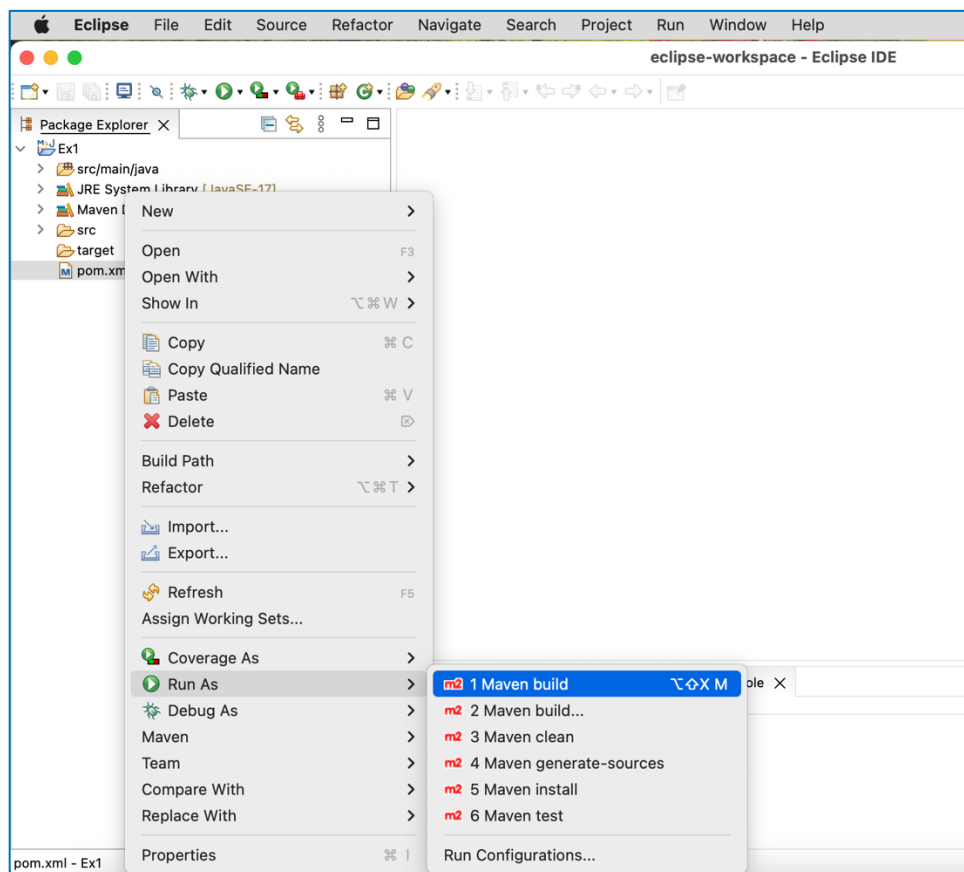 Eclipse File Edit Source Refactor Navigate Search Project Run Window Help
eclipse-workspace - Eclipse IDE
Package Explorer
Ex1
src/main/java
JRE System Library [JavaSE-17]
Maven
src
target
pom.xm
New
Open F3
Open With
Show In ⌥⌘W
Copy ⌘C
Copy Qualified Name
Paste ⌘V
Delete ⌦
Build Path
Refactor ⌥⌘T
Import...
Export...
Refresh F5
Assign Working Sets...
Coverage As
Run As
Debug As
Maven
Team
Compare With
Replace With
Properties ⌘I
m2 1 Maven build ⌥⇧X M
m2 2 Maven build...
m2 3 Maven clean
m2 4 Maven generate-sources
m2 5 Maven install
m2 6 Maven test
Run Configurations...
ole
pom.xml - Ex1